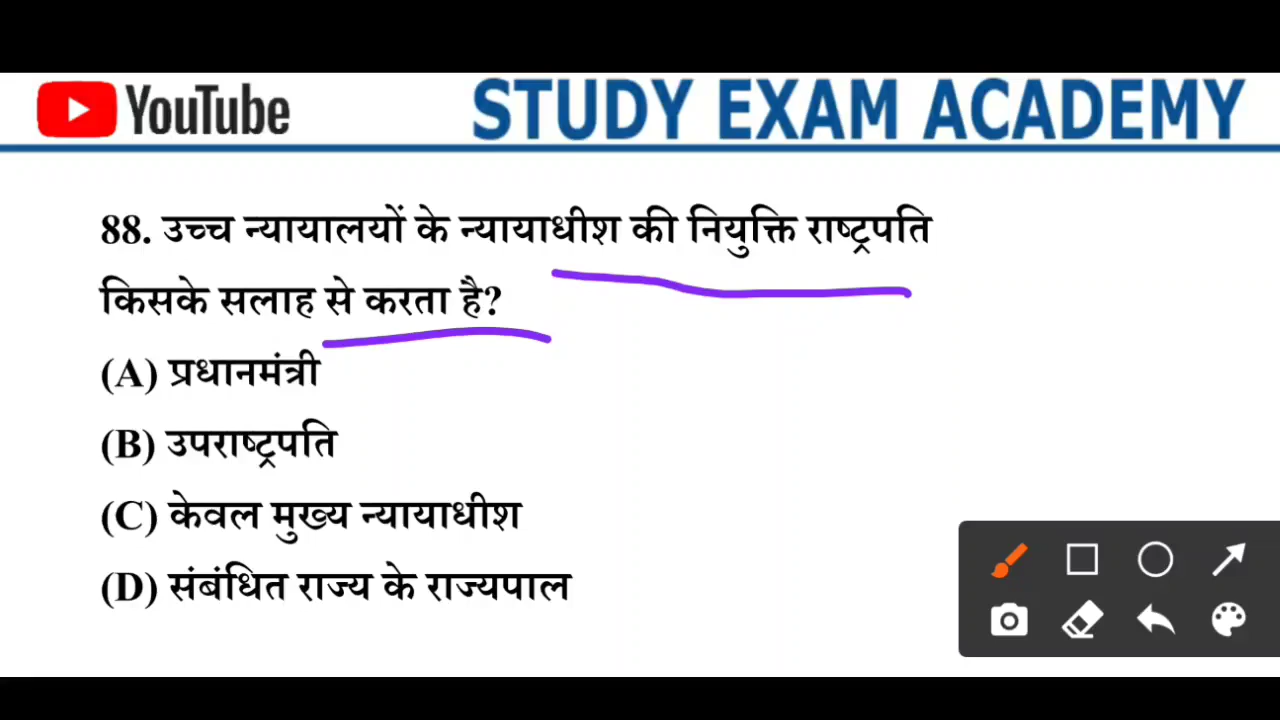 YouTube STUDY EXAM ACADEMY
88. उच्च न्यायालयों के न्यायाधीश की नियुक्ति राष्ट्रपति
किसके सलाह से करता है?
(A) प्रधानमंत्री
(B) उपराष्ट्रपति
(C) केवल मुख्य न्यायाधीश
(D) संबंधित राज्य के राज्यपाल